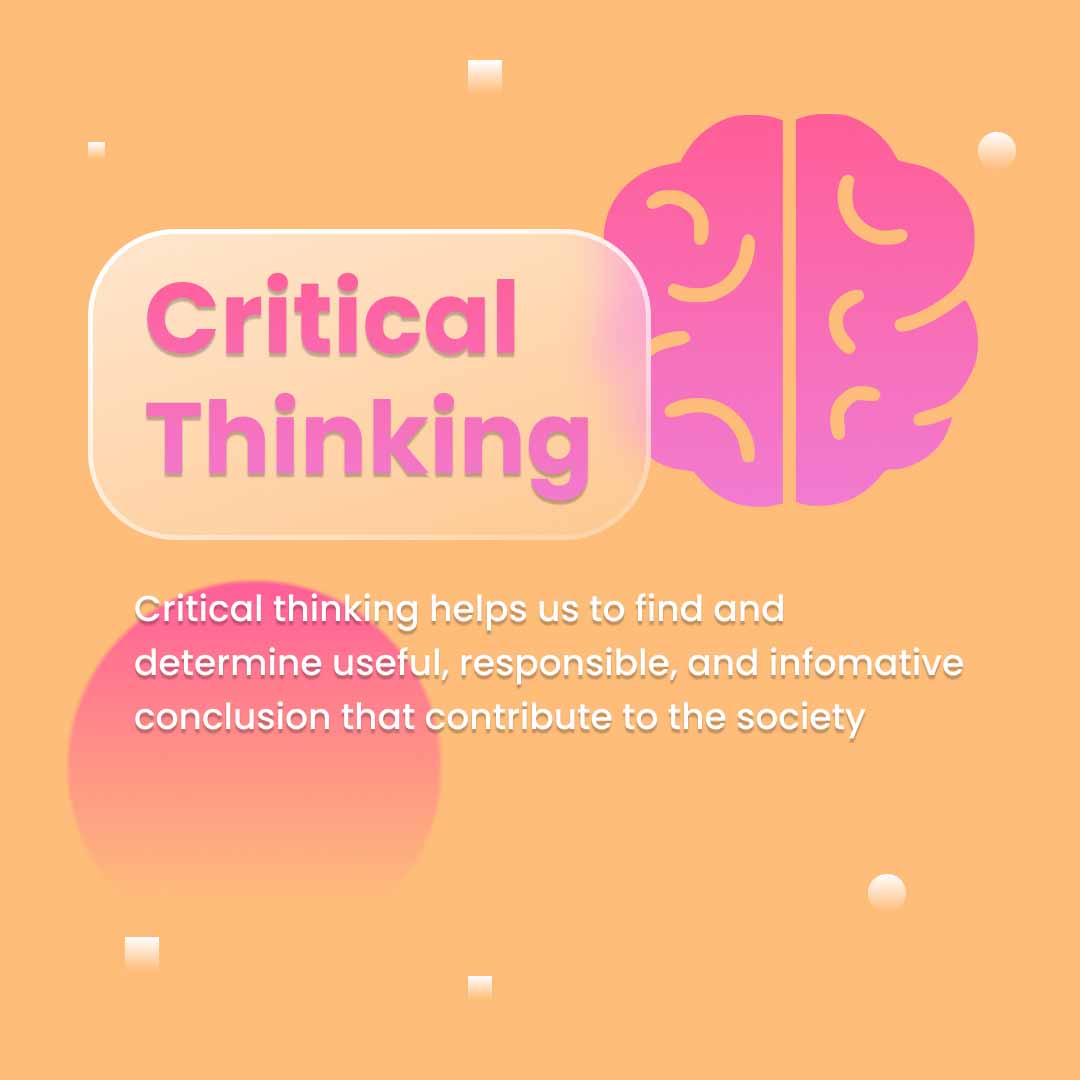 Critical
Thinking
Critical thinking helps us to find and
determine useful, responsible, and infomative
conclusion that contribute to the society